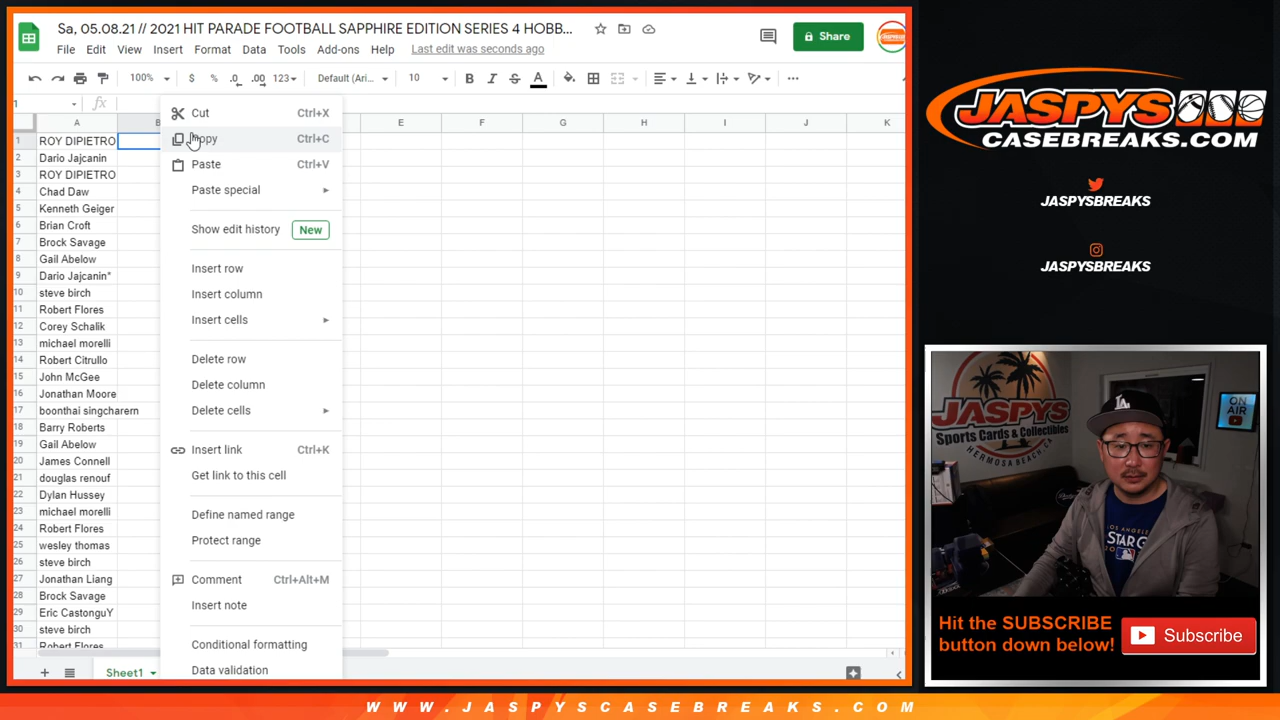 Sa, 05.08.21 // 2021 HIT PARADE FOOTBALL SAPPHIRE EDITION SERIES 4 HOBB...
File Edit View Insert Format Data Tools Add-ons Help Last edit was seconds ago
Share
100% $ % .0 .00 123 Default (Ari... 10 B I S A
1 fx
A B E F G H I J K
1 ROY DIPIETRO
2 Dario Jajcanin
3 ROY DIPIETRO
4 Chad Daw
5 Kenneth Geiger
6 Brian Croft
7 Brock Savage
8 Gail Abelow
9 Dario Jajcanin*
10 steve birch
11 Robert Flores
12 Corey Schalik
13 michael morelli
14 Robert Citrullo
15 John McGee
16 Jonathan Moore
17 boonthai singcharern
18 Barry Roberts
19 Gail Abelow
20 James Connell
21 douglas renouf
22 Dylan Hussey
23 michael morelli
24 Robert Flores
25 wesley thomas
26 steve birch
27 Jonathan Liang
28 Brock Savage
29 Eric CastonguY
30 steve birch
31 Robert Flores
Cut Ctrl+X
Copy Ctrl+C
Paste Ctrl+V
Paste special
Show edit history New
Insert row
Insert column
Insert cells
Delete row
Delete column
Delete cells
Insert link Ctrl+K
Get link to this cell
Define named range
Protect range
Comment Ctrl+Alt+M
Insert note
Conditional formatting
Data validation
Sheet1
JASPYS
CASEBREAKS.COM
JASPYSBREAKS
JASPYSBREAKS
JASPYS
Sports Cards & Collectibles
HERMOSA BEACH, CA
ON
AIR
LA
LOS ANGELES
Hit the SUBSCRIBE
button down below!
Subscribe
WWW.JASPYSCASEBREAKS.COM